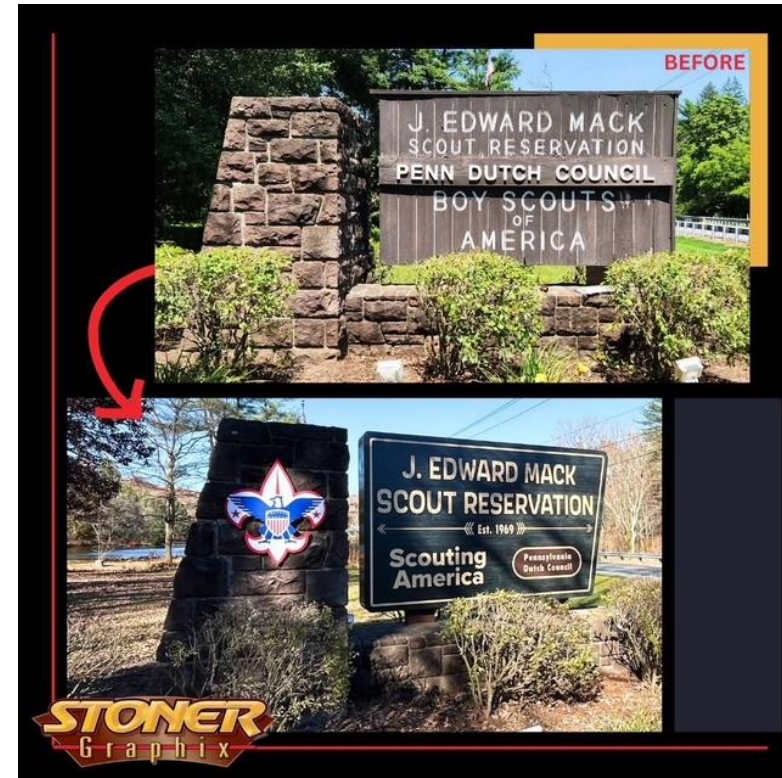 BEFORE
J. EDWARD MACK
SCOUT RESERVATION
PENN DUTCH COUNCIL
BOY SCOUTS
OF
AMERICA
J. EDWARD MACK
SCOUT RESERVATION
Est. 1969
Scouting
America
Pennsylvania
Dutch Council
STONER
Graphix